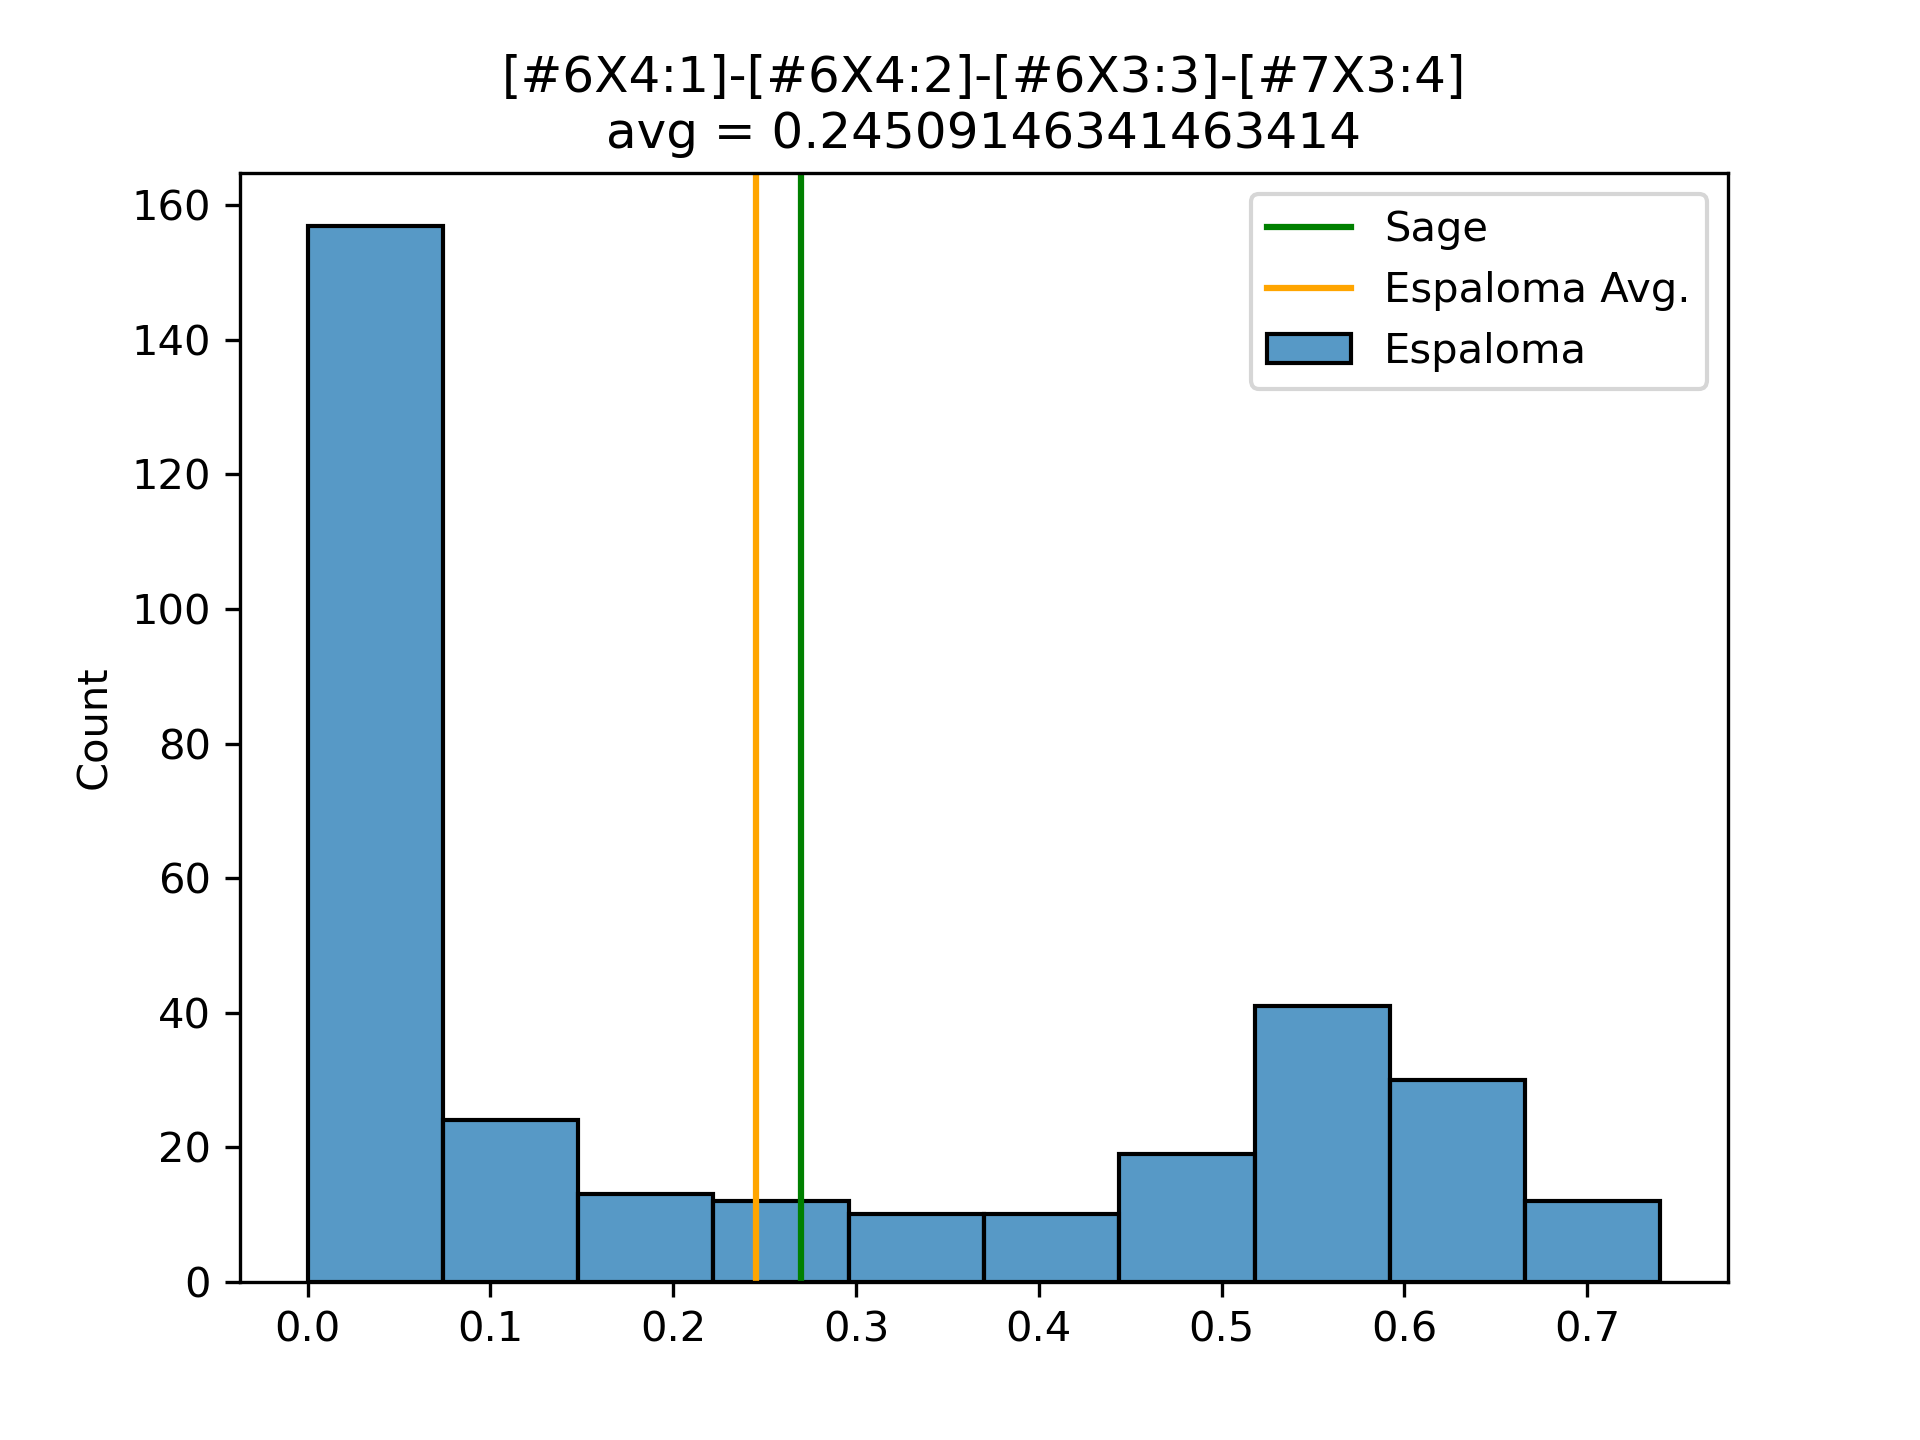 [#6X4:1]-[#6X4:2]-[#6X3:3]-[#7X3:4]
avg = 0.24509146341463414
Sage
Espaloma Avg.
Espaloma
Count
160
140
120
100
80
60
40
20
0
0.0 0.1 0.2 0.3 0.4 0.5 0.6 0.7